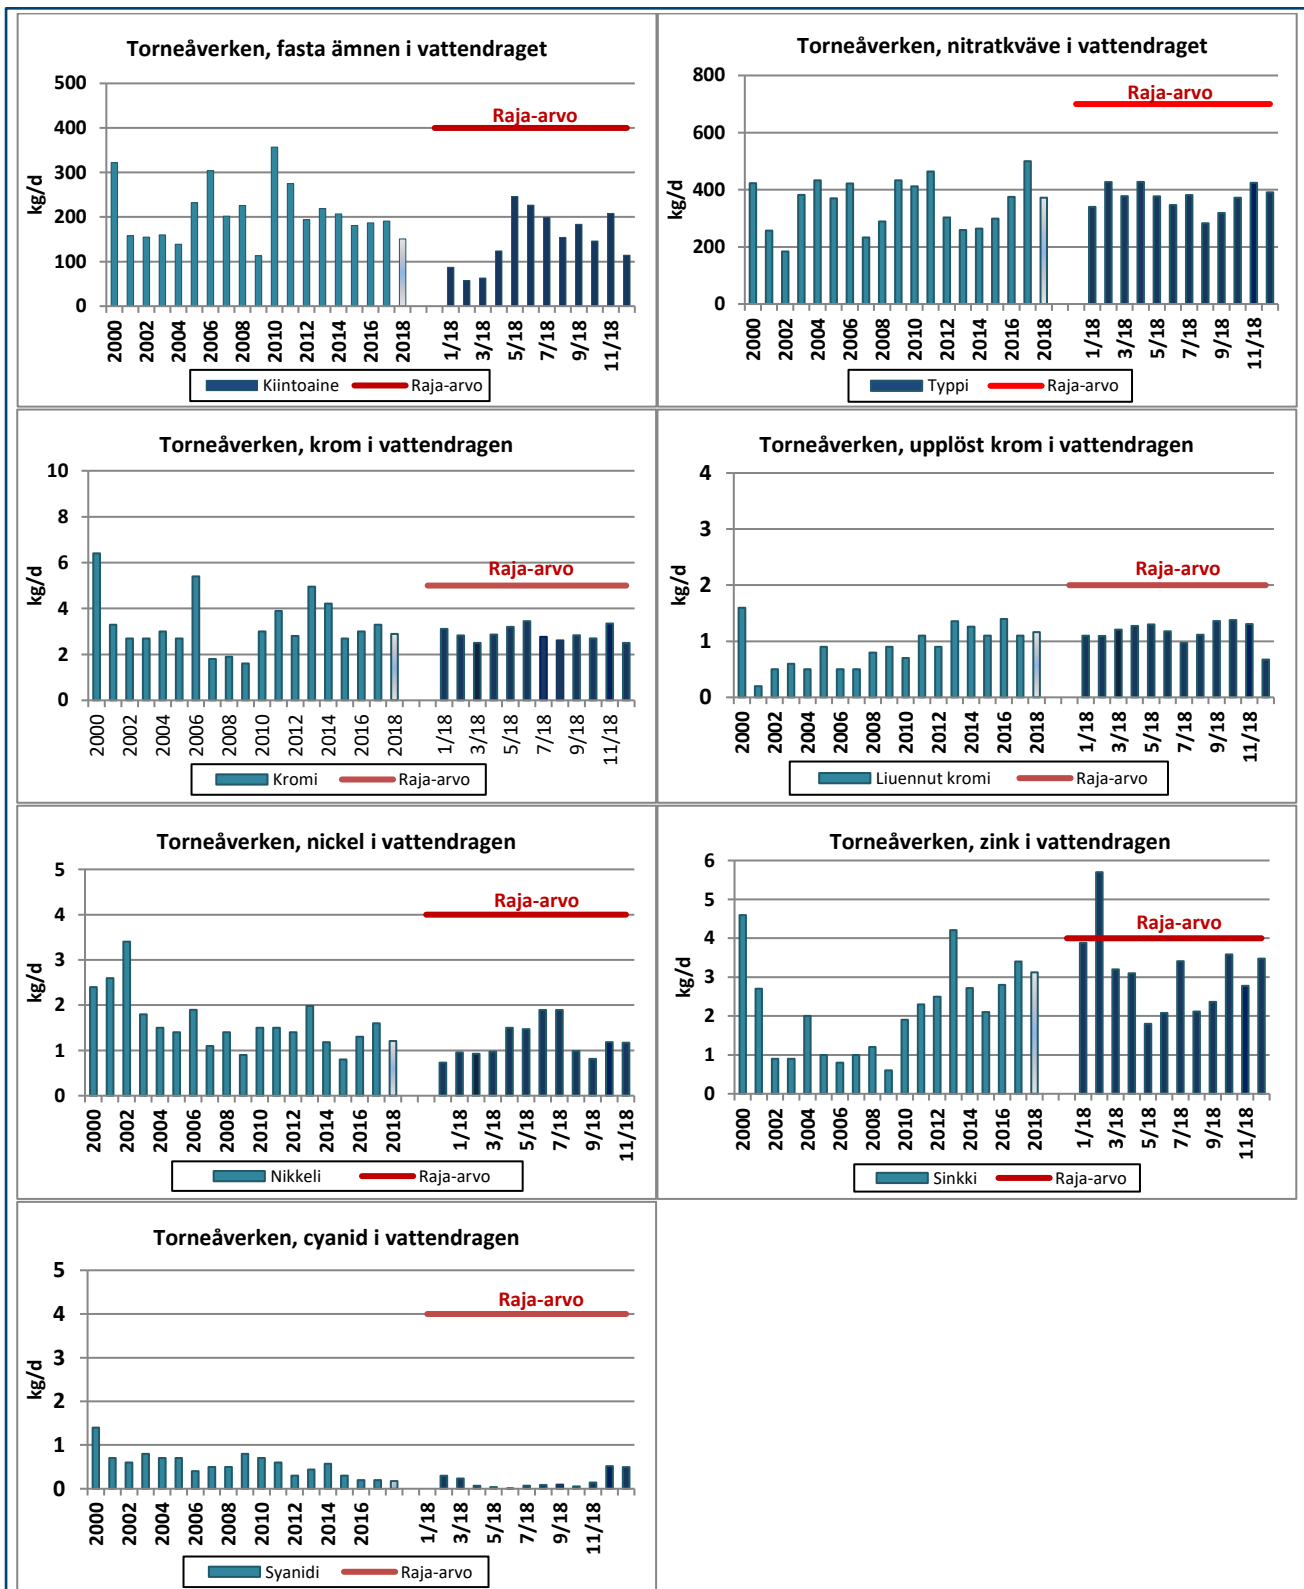 Torneåverken, fasta ämnen i vattendraget
500
400
300
200
100
0
kg/d
Raja-arvo
2000 2002 2004 2006 2008 2010 2012 2014 2016 2018 1/18 3/18 5/18 7/18 9/18 11/18
Kiintoaine Raja-arvo
Torneåverken, nitratkväve i vattendraget
800
600
400
200
0
kg/d
Raja-arvo
2000 2002 2004 2006 2008 2010 2012 2014 2016 2018 1/18 3/18 5/18 7/18 9/18 11/18
Typpi Raja-arvo
Torneåverken, krom i vattendragen
10
8
6
4
2
0
kg/d
Raja-arvo
2000 2002 2004 2006 2008 2010 2012 2014 2016 2018 1/18 3/18 5/18 7/18 9/18 11/18
Kromi Raja-arvo
Torneåverken, upplöst krom i vattendragen
4
3
2
1
0
kg/d
Raja-arvo
2000 2002 2004 2006 2008 2010 2012 2014 2016 2018 1/18 3/18 5/18 7/18 9/18 11/18
Liuennut kromi Raja-arvo
Torneåverken, nickel i vattendragen
5
4
3
2
1
0
kg/d
Raja-arvo
2000 2002 2004 2006 2008 2010 2012 2014 2016 2018 1/18 3/18 5/18 7/18 9/18 11/18
Nikkeli Raja-arvo
Torneåverken, zink i vattendragen
6
5
4
3
2
1
0
kg/d
Raja-arvo
2000 2002 2004 2006 2008 2010 2012 2014 2016 2018 1/18 3/18 5/18 7/18 9/18 11/18
Sinkki Raja-arvo
Torneåverken, cyanid i vattendragen
5
4
3
2
1
0
kg/d
Raja-arvo
2000 2002 2004 2006 2008 2010 2012 2014 2016 1/18 3/18 5/18 7/18 9/18 11/18
Syanidi Raja-arvo